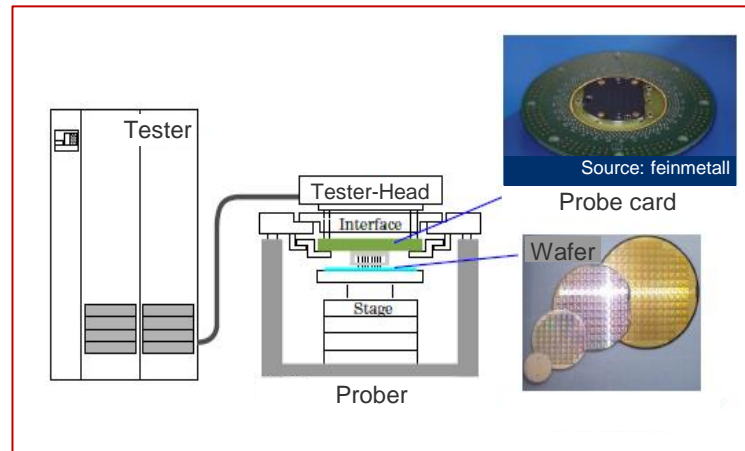 Tester
Tester-Head
Interface
Stage
Prober
Source: feinmetall
Probe card
Wafer